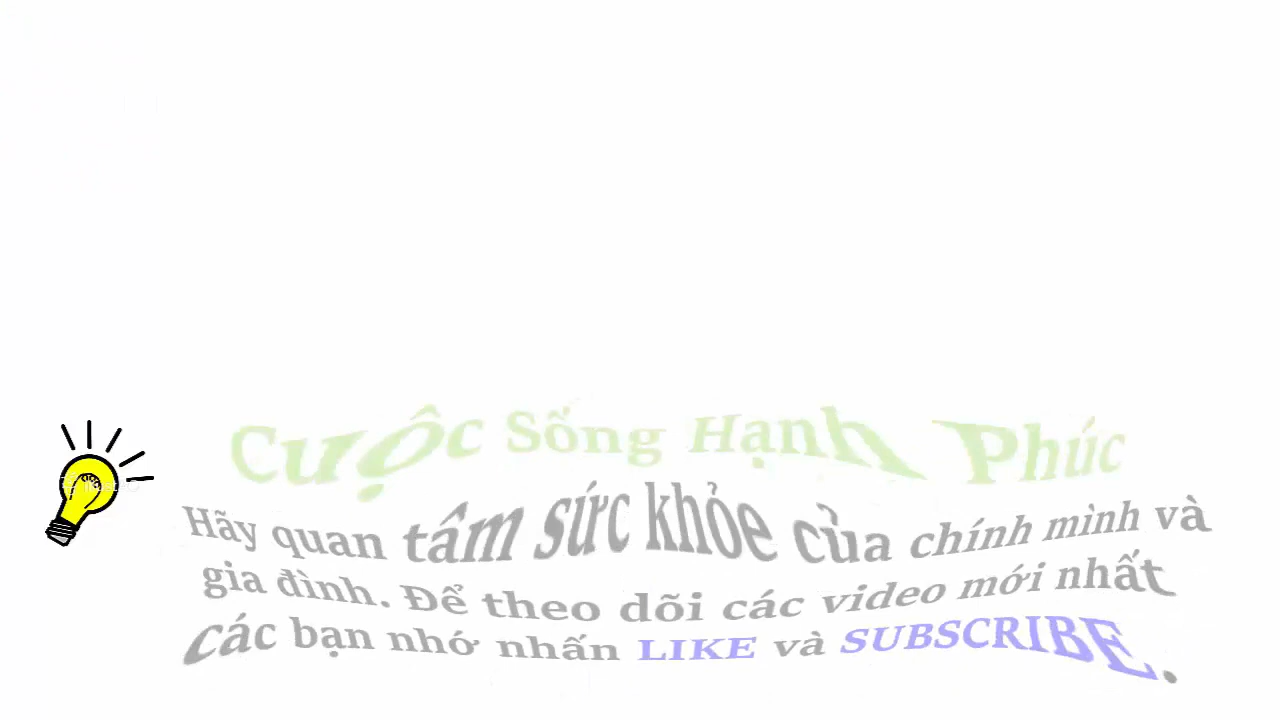 Cuộc Sống Hạnh Phúc
Hãy quan tâm sức khỏe của chính mình và
gia đình. Để theo dõi các video mới nhất
các bạn nhớ nhấn LIKE và SUBSCRIBE.